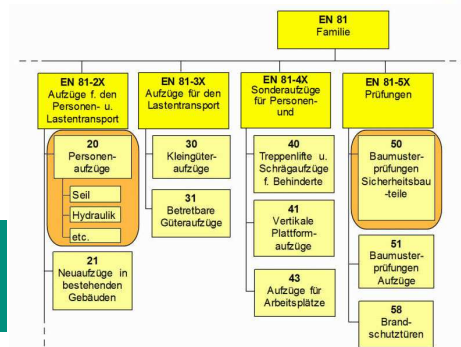 EN 81
Familie
EN 81-2X
Aufzüge f. den
Personen- u.
Lastentransport
20
Personen-
aufzüge
Seil
Hydraulik
etc.
21
Neuaufzüge in
bestehenden
Gebäuden
EN 81-3X
Aufzüge für den
Lastentransport
30
Kleingüter-
aufzüge
31
Betretbare
Güteraufzüge
EN 81-4X
Sonderaufzüge
für Personen-
und
40
Treppenlifte u.
Schrägaufzüge
f. Behinderte
41
Vertikale
Plattform-
aufzüge
43
Aufzüge für
Arbeitsplätze
EN 81-5X
Prüfungen
50
Baumuster-
prüfungen
Sicherheitsbau
-teile
51
Baumuster-
prüfungen
Aufzüge
58
Brand-
schutztüren